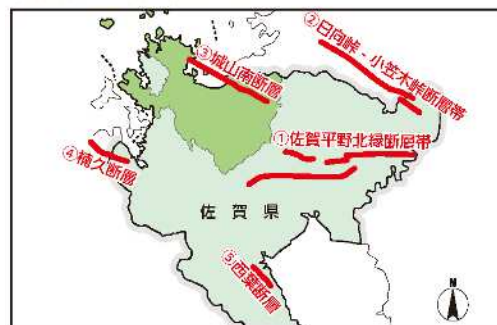 ②日向峠-小笠木峠断層帯
③城山南断層
①佐賀平野北縁断層帯
④楠久断層
佐賀県
⑤西葉断層
N